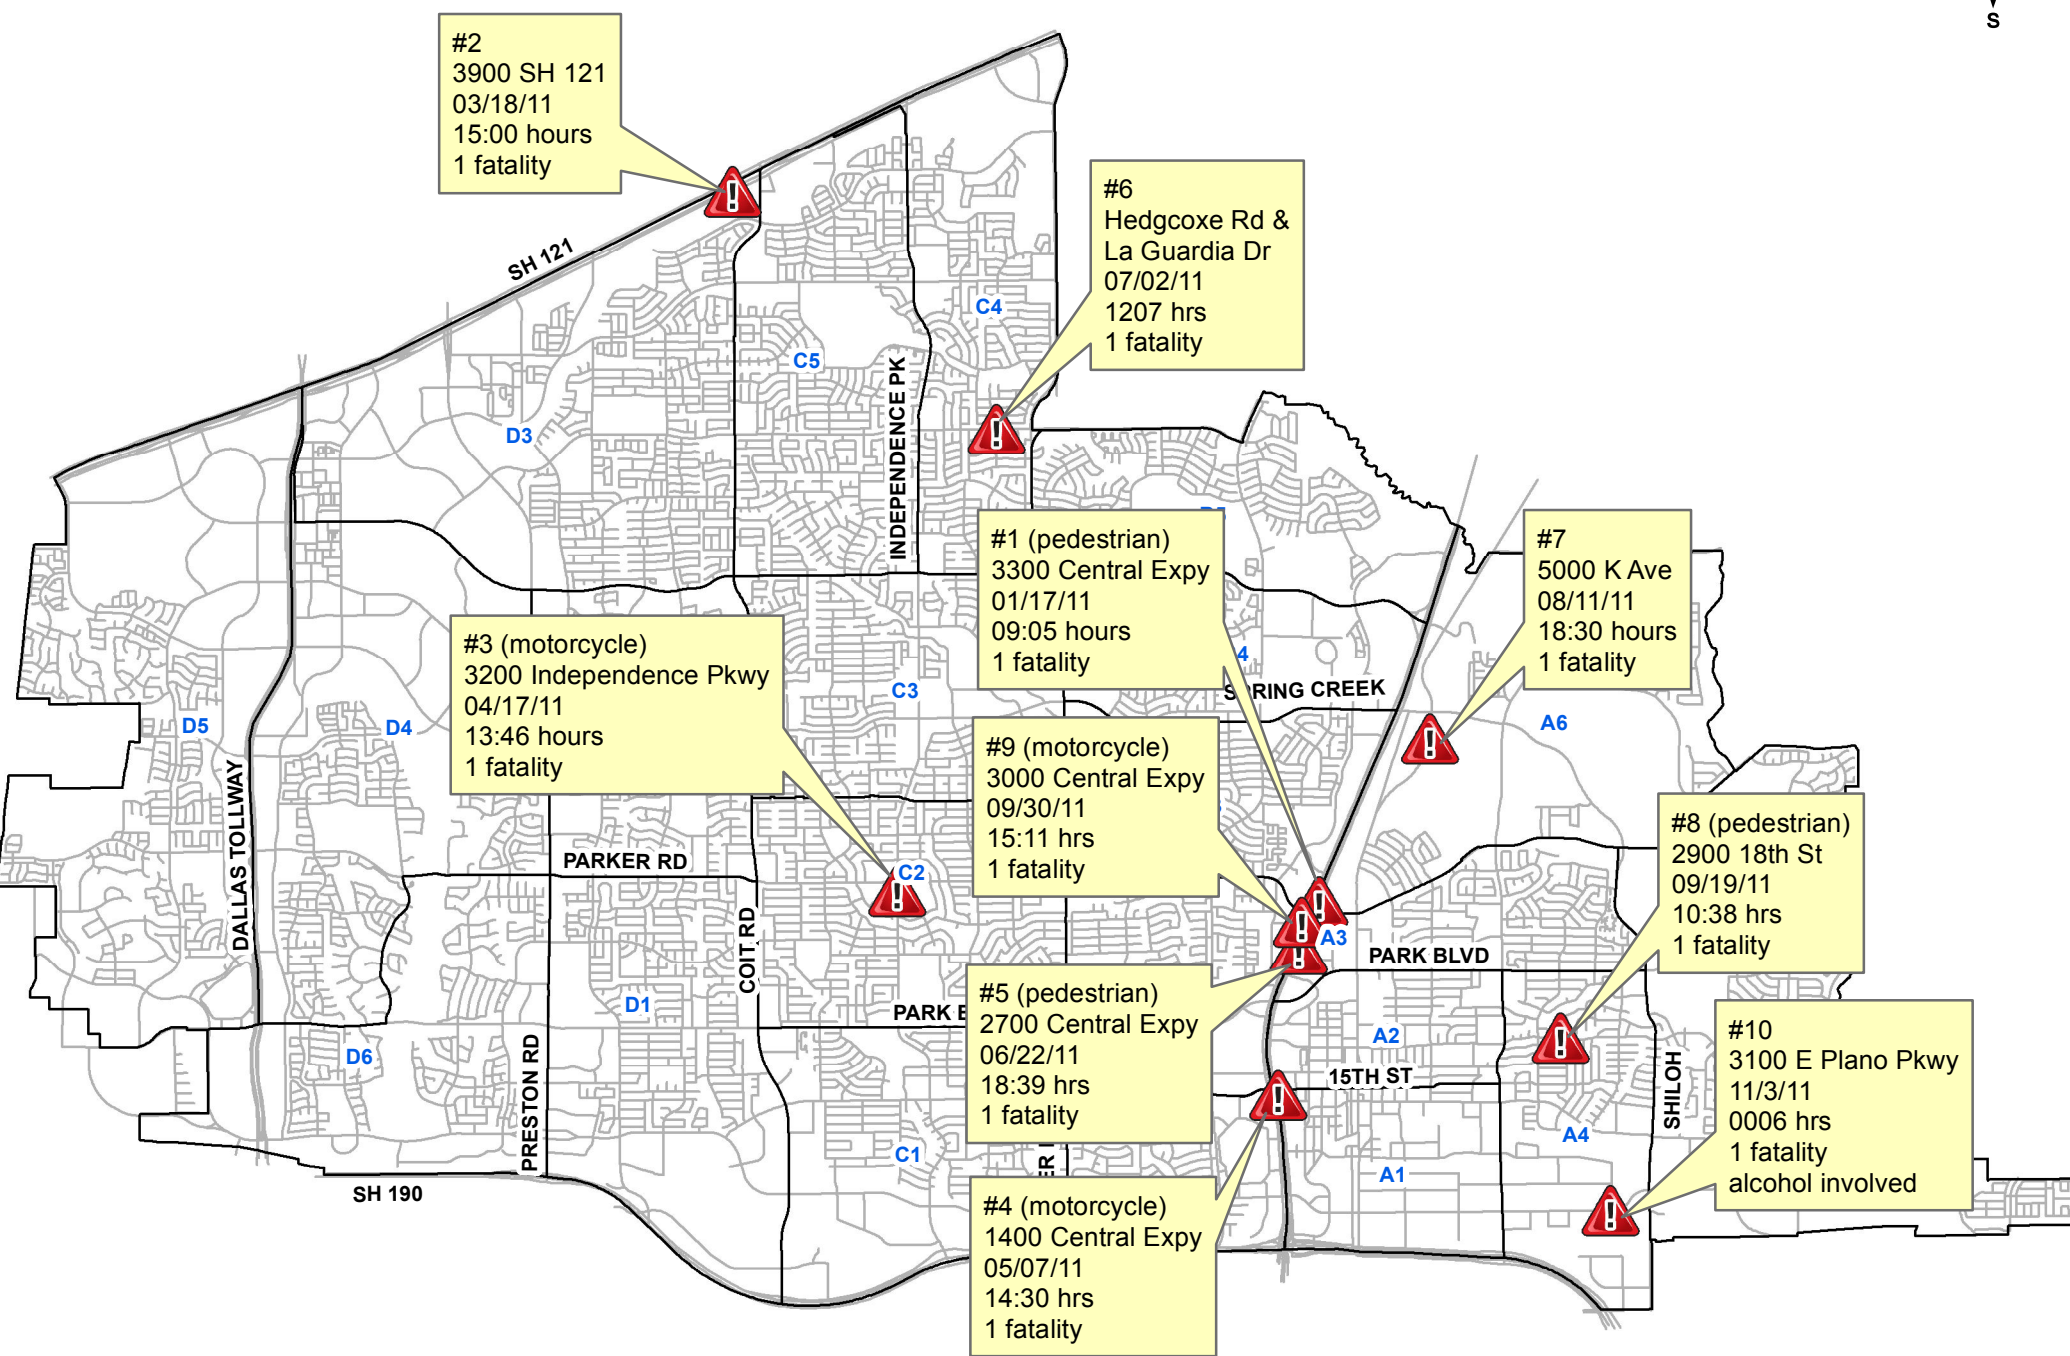 S
#2
3900 SH 121
03/18/11
15:00 hours
1 fatality
#6
Hedgcoxe Rd &
La Guardia Dr
07/02/11
1207 hrs
1 fatality
SH 121
C4
C5
INDEPENDENCE PK
D3
#1 (pedestrian)
3300 Central Expy
01/17/11
09:05 hours
1 fatality
#7
5000 K Ave
08/11/11
18:30 hours
1 fatality
#3 (motorcycle)
3200 Independence Pkwy
04/17/11
13:46 hours
1 fatality
4
C3
SPRING CREEK
D5
D4
A6
#9 (motorcycle)
3000 Central Expy
09/30/11
15:11 hrs
1 fatality
DALLAS TOLLWAY
#8 (pedestrian)
2900 18th St
09/19/11
10:38 hrs
1 fatality
PARKER RD
C2
COIT RD
A3
PARK BLVD
#5 (pedestrian)
2700 Central Expy
06/22/11
18:39 hrs
1 fatality
D1
PARK B
A2
D6
PRESTON RD
15TH ST
SHILOH
#10
3100 E Plano Pkwy
11/3/11
0006 hrs
1 fatality
alcohol involved
C1
ER
A4
A1
SH 190
#4 (motorcycle)
1400 Central Expy
05/07/11
14:30 hrs
1 fatality